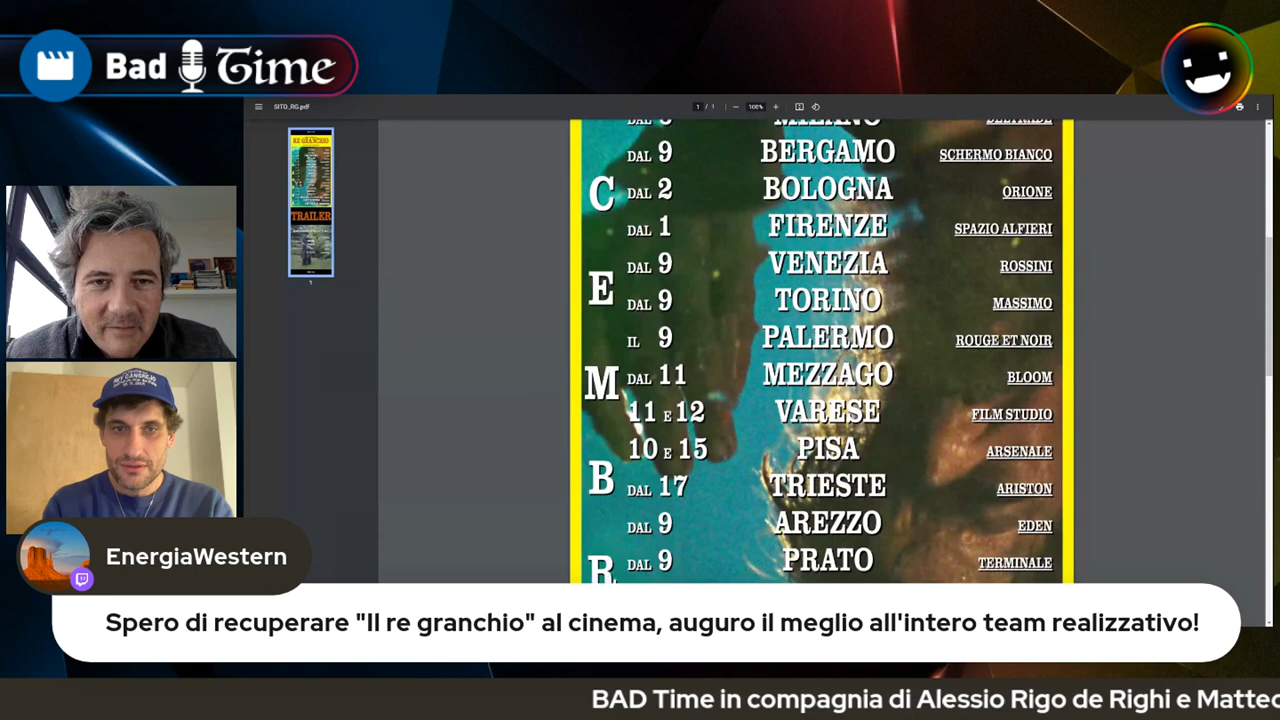 Bad Time
SITO_RG.pdf
1 / 1
100%
MILANO
DAL 9 BERGAMO SCHERMO BIANCO
C
DAL 2 BOLOGNA ORIONE
DAL 1 FIRENZE SPAZIO ALFIERI
DAL 9 VENEZIA ROSSINI
E
DAL 9 TORINO MASSIMO
IL 9 PALERMO ROUGE ET NOIR
M
DAL 11 MEZZAGO BLOOM
11 E 12 VARESE FILM STUDIO
10 E 15 PISA ARSENALE
B
DAL 17 TRIESTE ARISTON
DAL 9 AREZZO EDEN
R
DAL 9 PRATO TERMINALE
TRAILER
1
EnergiaWestern
Spero di recuperare "Il re granchio" al cinema, auguro il meglio all'intero team realizzativo!
BAD Time in compagnia di Alessio Rigo de Righi e Matteo